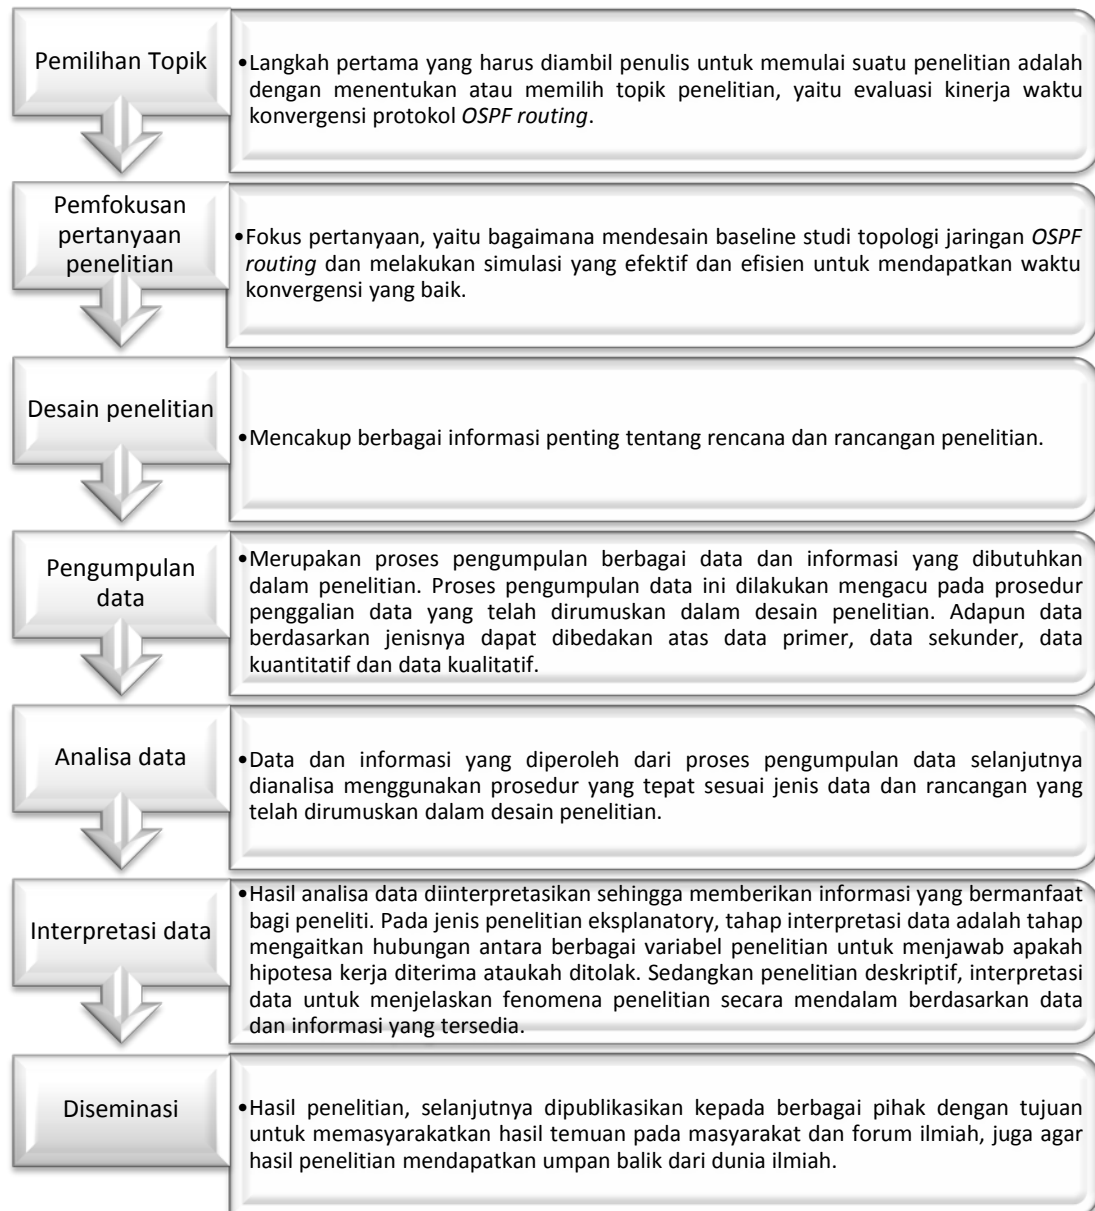 Pemilihan Topik
•Langkah pertama yang harus diambil penulis untuk memulai suatu penelitian adalah
dengan menentukan atau memilih topik penelitian, yaitu evaluasi kinerja waktu
konvergensi protokol OSPF routing.
Pemfokusan
pertanyaan
penelitian
•Fokus pertanyaan, yaitu bagaimana mendesain baseline studi topologi jaringan OSPF
routing dan melakukan simulasi yang efektif dan efisien untuk mendapatkan waktu
konvergensi yang baik.
Desain penelitian
•Mencakup berbagai informasi penting tentang rencana dan rancangan penelitian.
Pengumpulan
data
•Merupakan proses pengumpulan berbagai data dan informasi yang dibutuhkan
dalam penelitian. Proses pengumpulan data ini dilakukan mengacu pada prosedur
penggalian data yang telah dirumuskan dalam desain penelitian. Adapun data
berdasarkan jenisnya dapat dibedakan atas data primer, data sekunder, data
kuantitatif dan data kualitatif.
Analisa data
•Data dan informasi yang diperoleh dari proses pengumpulan data selanjutnya
dianalisa menggunakan prosedur yang tepat sesuai jenis data dan rancangan yang
telah dirumuskan dalam desain penelitian.
Interpretasi data
•Hasil analisa data diinterpretasikan sehingga memberikan informasi yang bermanfaat
bagi peneliti. Pada jenis penelitian eksplanatory, tahap interpretasi data adalah tahap
mengaitkan hubungan antara berbagai variabel penelitian untuk menjawab apakah
hipotesa kerja diterima ataukah ditolak. Sedangkan penelitian deskriptif, interpretasi
data untuk menjelaskan fenomena penelitian secara mendalam berdasarkan data
dan informasi yang tersedia.
Diseminasi
•Hasil penelitian, selanjutnya dipublikasikan kepada berbagai pihak dengan tujuan
untuk memasyarakatkan hasil temuan pada masyarakat dan forum ilmiah, juga agar
hasil penelitian mendapatkan umpan balik dari dunia ilmiah.